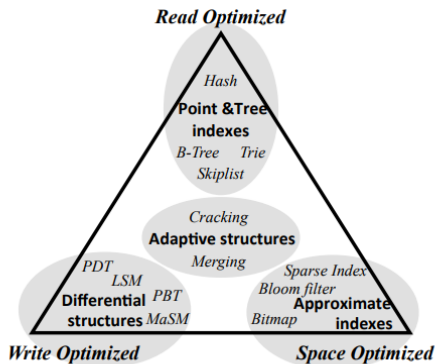 Read Optimized
Hash
Point &Tree
indexes
B-Tree Trie
Skiplist
Cracking
Adaptive structures
Merging
PDT
LSM
Differential PBT
structures MaSM
Sparse Index
Bloom filter
Approximate
Bitmap indexes
Write Optimized
Space Optimized